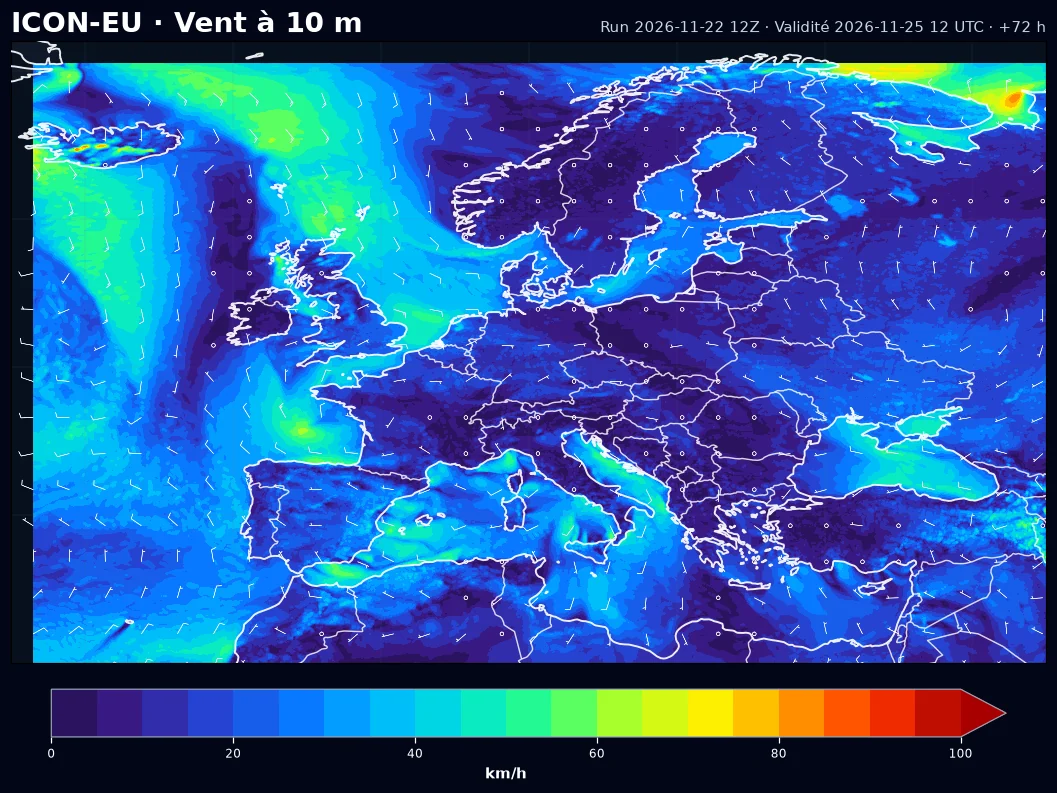 ICON-EU · Vent à 10 m
Run 2026-11-22 12Z · Validité 2026-11-25 12 UTC · +72 h
0 20 40 60 80 100
km/h